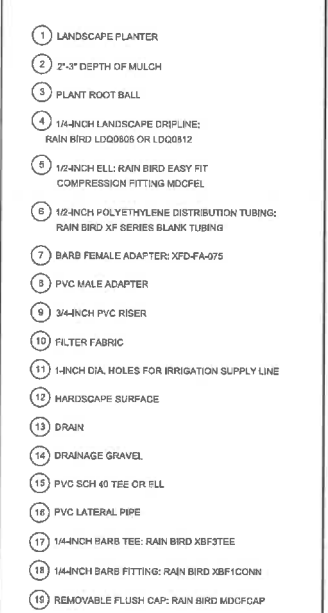 1 LANDSCAPE PLANTER
2 2"-3" DEPTH OF MULCH
3 PLANT ROOT BALL
4 1/4-INCH LANDSCAPE DRIPLINE:
RAIN BIRD LDQ0806 OR LDQ0812
5 1/2-INCH ELL: RAIN BIRD EASY FIT
COMPRESSION FITTING MDCFEL
6 1/2-INCH POLYETHYLENE DISTRIBUTION TUBING:
RAIN BIRD XF SERIES BLANK TUBING
7 BARB FEMALE ADAPTER: XFD-FA-075
8 PVC MALE ADAPTER
9 3/4-INCH PVC RISER
10 FILTER FABRIC
11 1-INCH DIA. HOLES FOR IRRIGATION SUPPLY LINE
12 HARDSCAPE SURFACE
13 DRAIN
14 DRAINAGE GRAVEL
15 PVC SCH 40 TEE OR ELL
16 PVC LATERAL PIPE
17 1/4-INCH BARB TEE: RAIN BIRD XBF3TEE
18 1/4-INCH BARB FITTING: RAIN BIRD XBF1CONN
19 REMOVABLE FLUSH CAP: RAIN BIRD MDCFCAP